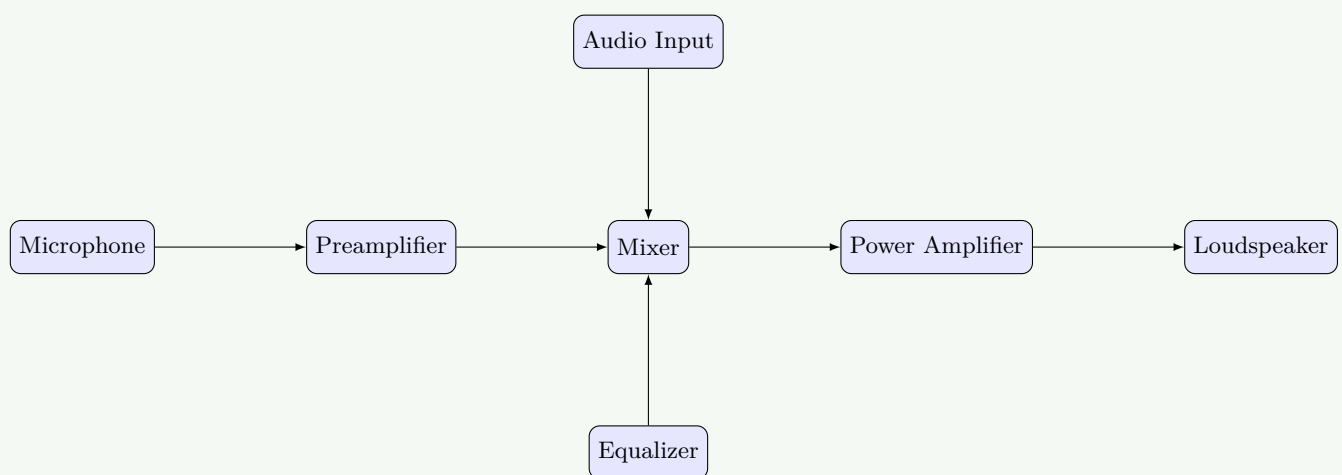 Audio Input
Microphone
Preamplifier
Mixer
Power Amplifier
Loudspeaker
Equalizer